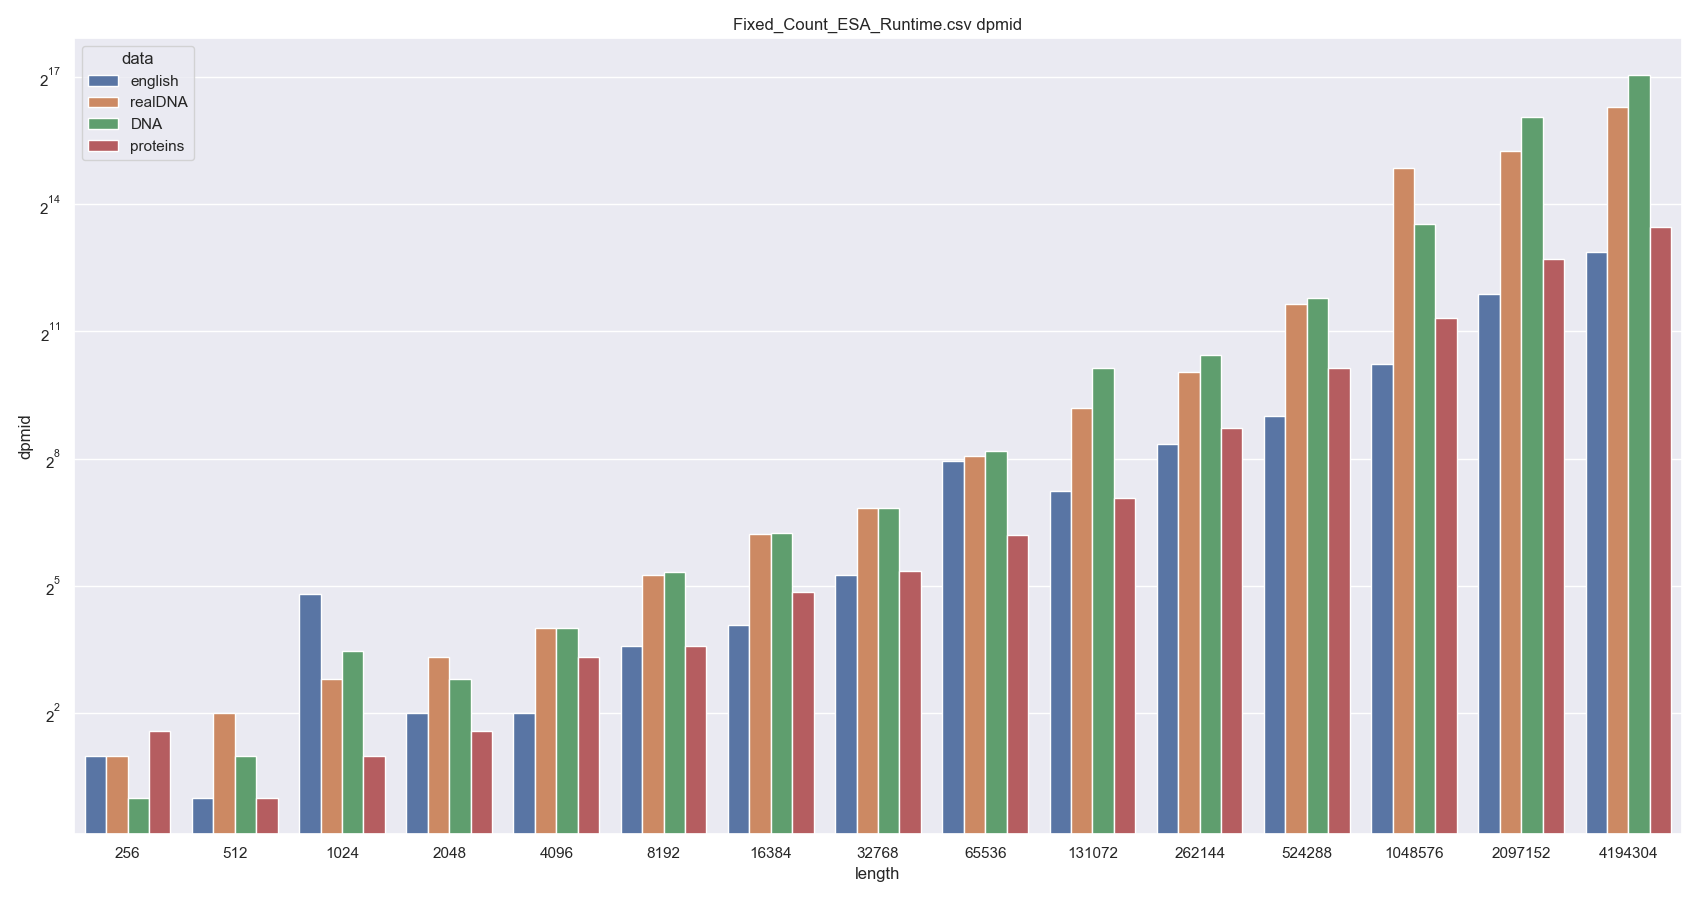 Fixed_Count_ESA_Runtime.csv dpmid
data
english
realDNA
DNA
proteins
dpmid
2^17
2^14
2^11
2^8
2^5
2^2
256 512 1024 2048 4096 8192 16384 32768 65536 131072 262144 524288 1048576 2097152 4194304
length